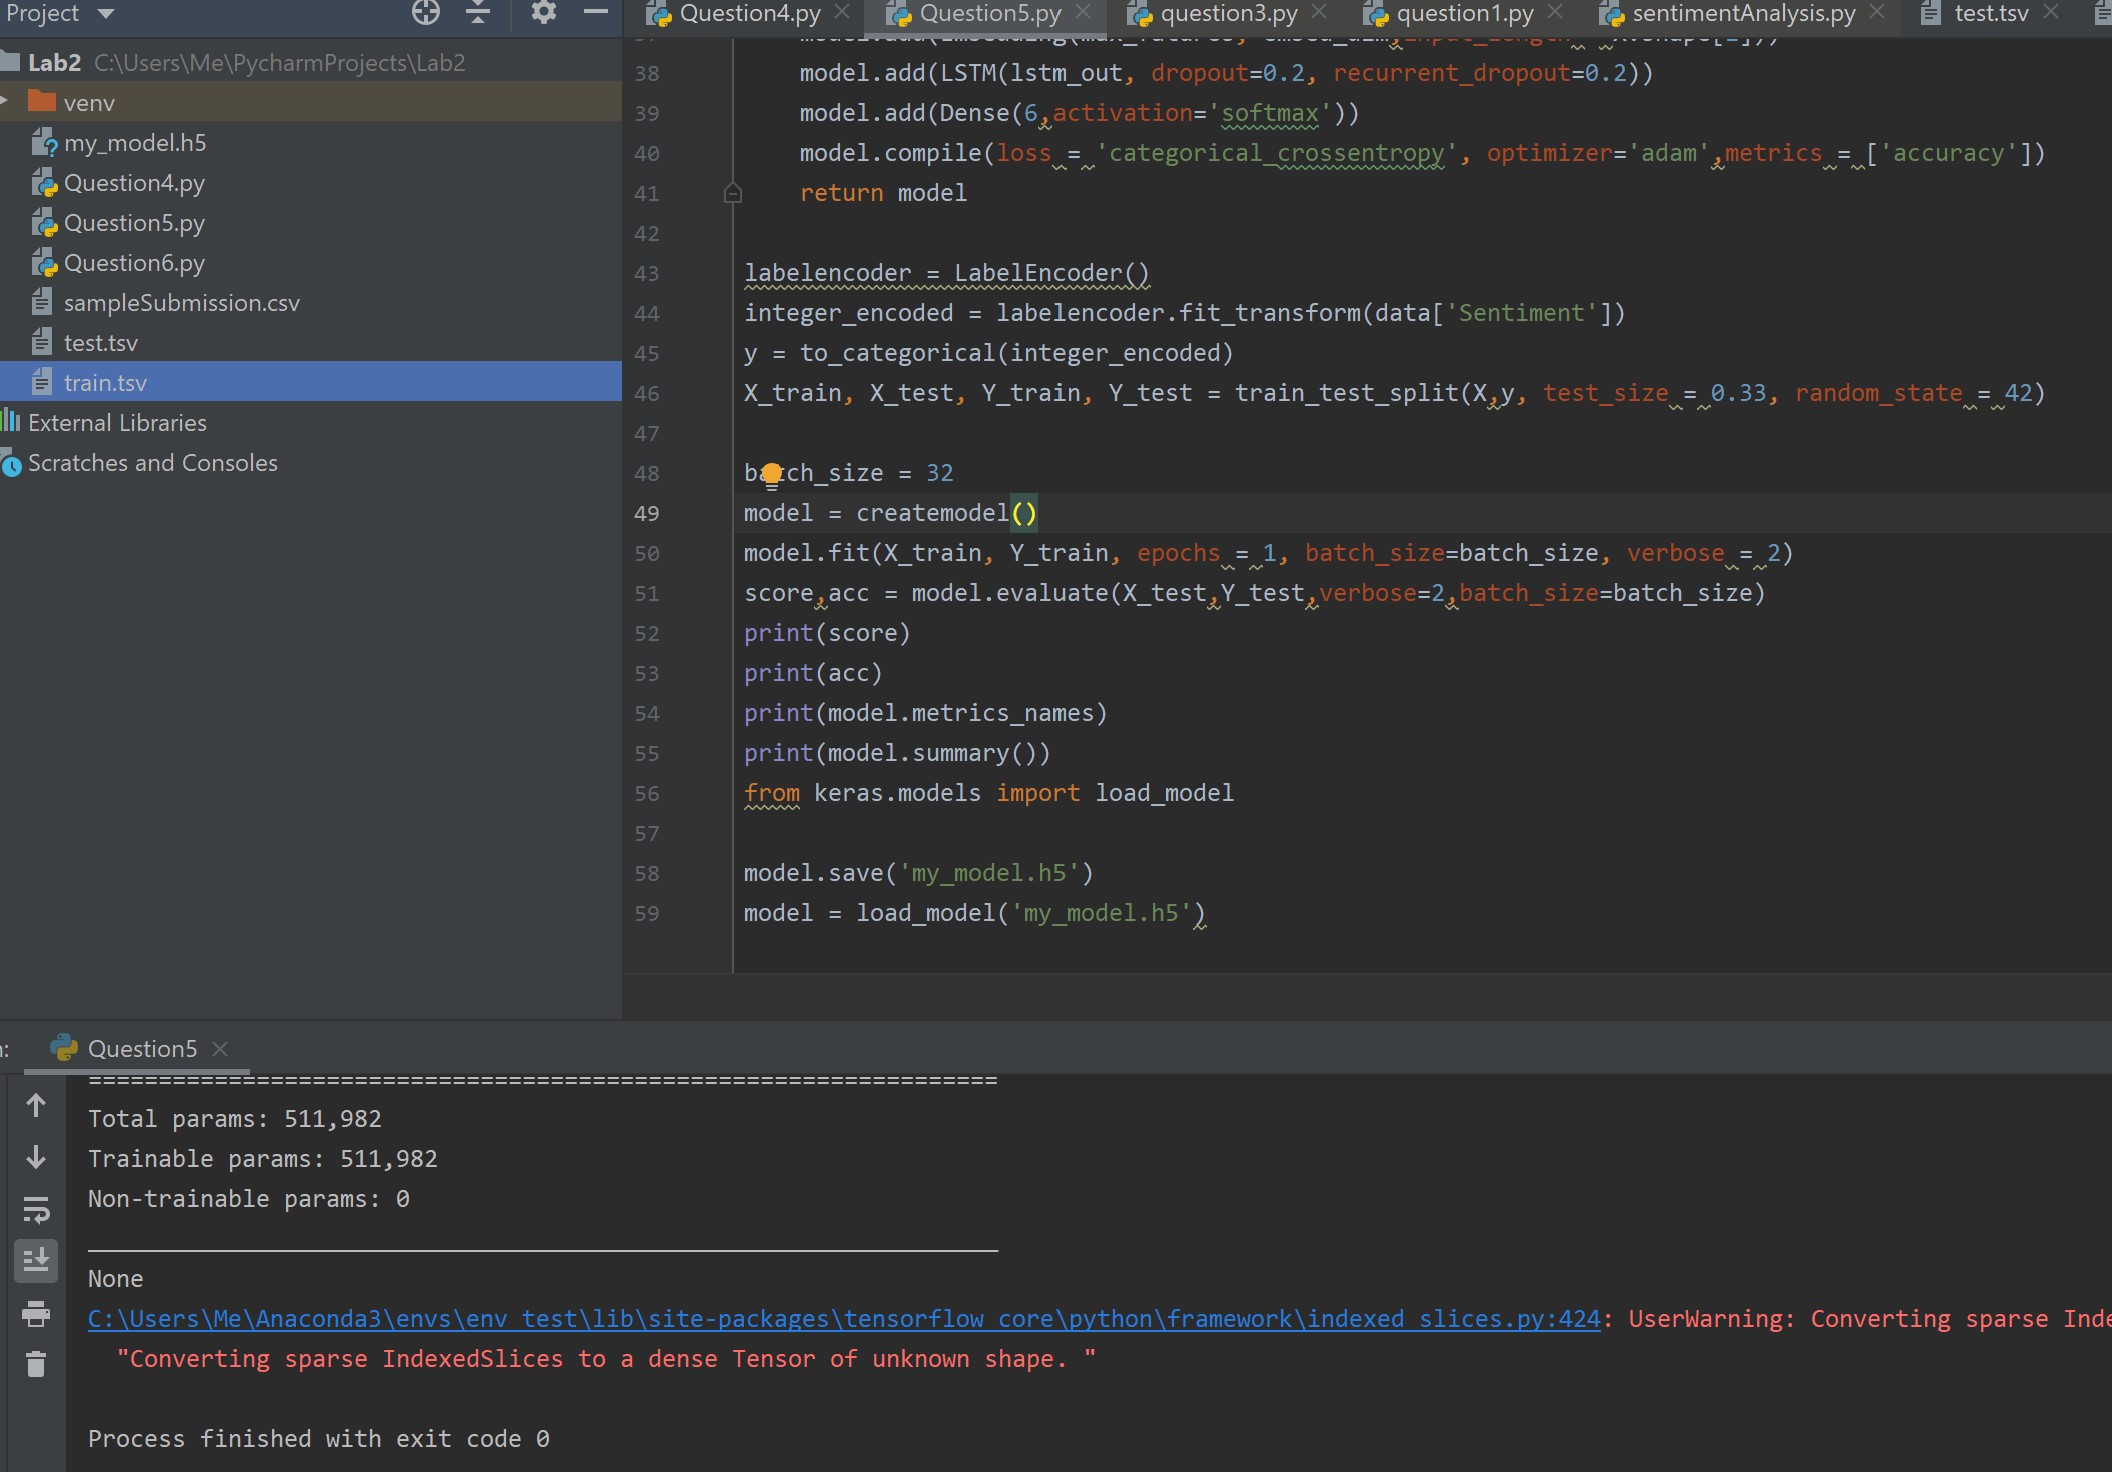 Project
Question4.py
Question5.py
question3.py
question1.py
sentimentAnalysis.py
test.tsv
Lab2 C:\Users\Me\PycharmProjects\Lab2
venv
my_model.h5
Question4.py
Question5.py
Question6.py
sampleSubmission.csv
test.tsv
train.tsv
External Libraries
Scratches and Consoles
38 model.add(LSTM(lstm_out, dropout=0.2, recurrent_dropout=0.2))
39 model.add(Dense(6,activation='softmax'))
40 model.compile(loss = 'categorical_crossentropy', optimizer='adam',metrics = ['accuracy'])
41 return model
42
43 labelencoder = LabelEncoder()
44 integer_encoded = labelencoder.fit_transform(data['Sentiment'])
45 y = to_categorical(integer_encoded)
46 X_train, X_test, Y_train, Y_test = train_test_split(X,y, test_size = 0.33, random_state = 42)
47
48 batch_size = 32
49 model = createmodel()
50 model.fit(X_train, Y_train, epochs = 1, batch_size=batch_size, verbose = 2)
51 score,acc = model.evaluate(X_test,Y_test,verbose=2,batch_size=batch_size)
52 print(score)
53 print(acc)
54 print(model.metrics_names)
55 print(model.summary())
56 from keras.models import load_model
57
58 model.save('my_model.h5')
59 model = load_model('my_model.h5')
Question5
=================================================================
Total params: 511,982
Trainable params: 511,982
Non-trainable params: 0
_________________________________________________________________
None
C:\Users\Me\Anaconda3\envs\env_test\lib\site-packages\tensorflow_core\python\framework\indexed_slices.py:424: UserWarning: Converting sparse Inde
"Converting sparse IndexedSlices to a dense Tensor of unknown shape. "
Process finished with exit code 0